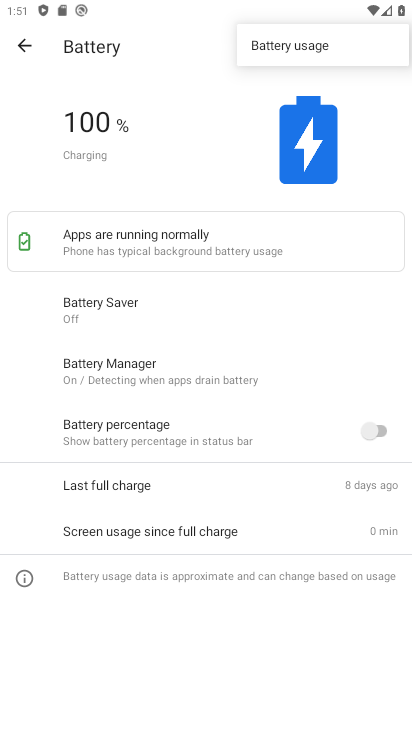 1:51
Battery
Battery usage
100 %
Charging
Apps are running normally
Phone has typical background battery usage
Battery Saver
Off
Battery Manager
On / Detecting when apps drain battery
Battery percentage
Show battery percentage in status bar
Last full charge
8 days ago
Screen usage since full charge
0 min
Battery usage data is approximate and can change based on usage